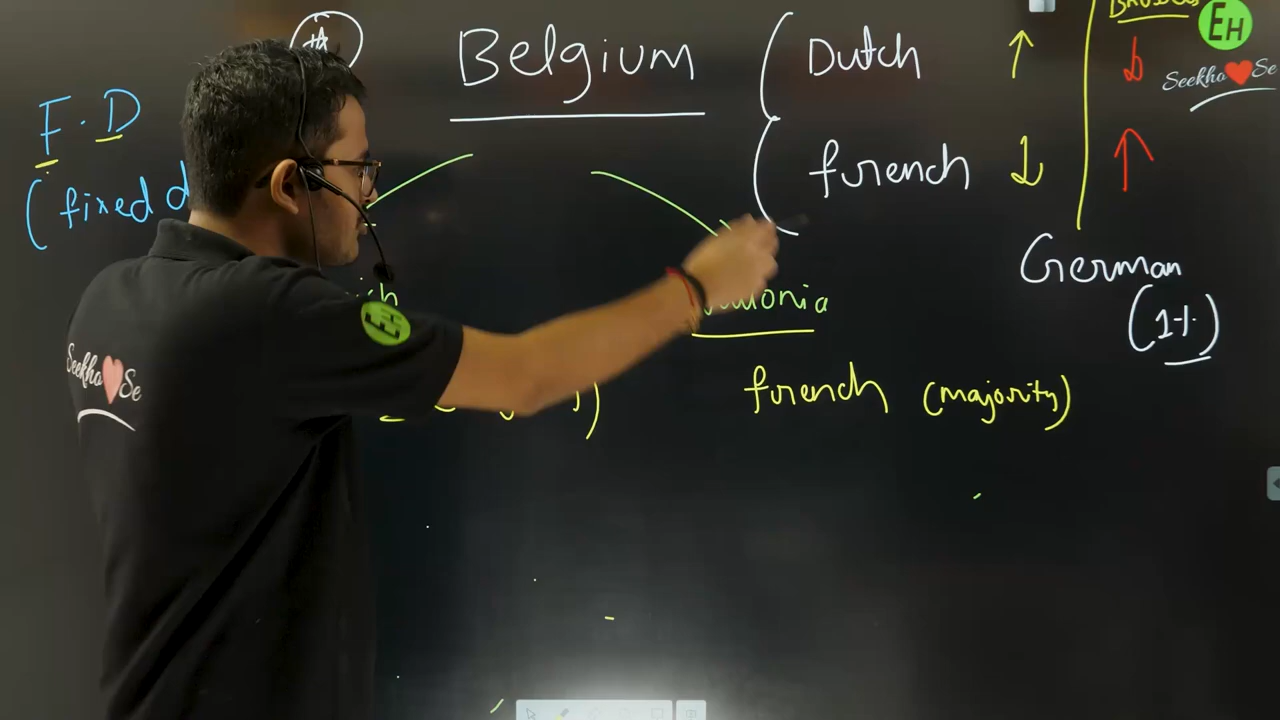 Belgium
Dutch ↑
french ↓
F.D
(fixed d
EH
Seekho ❤ Se
↑
German
(1%)
french (majority)
Seekho ❤ Se